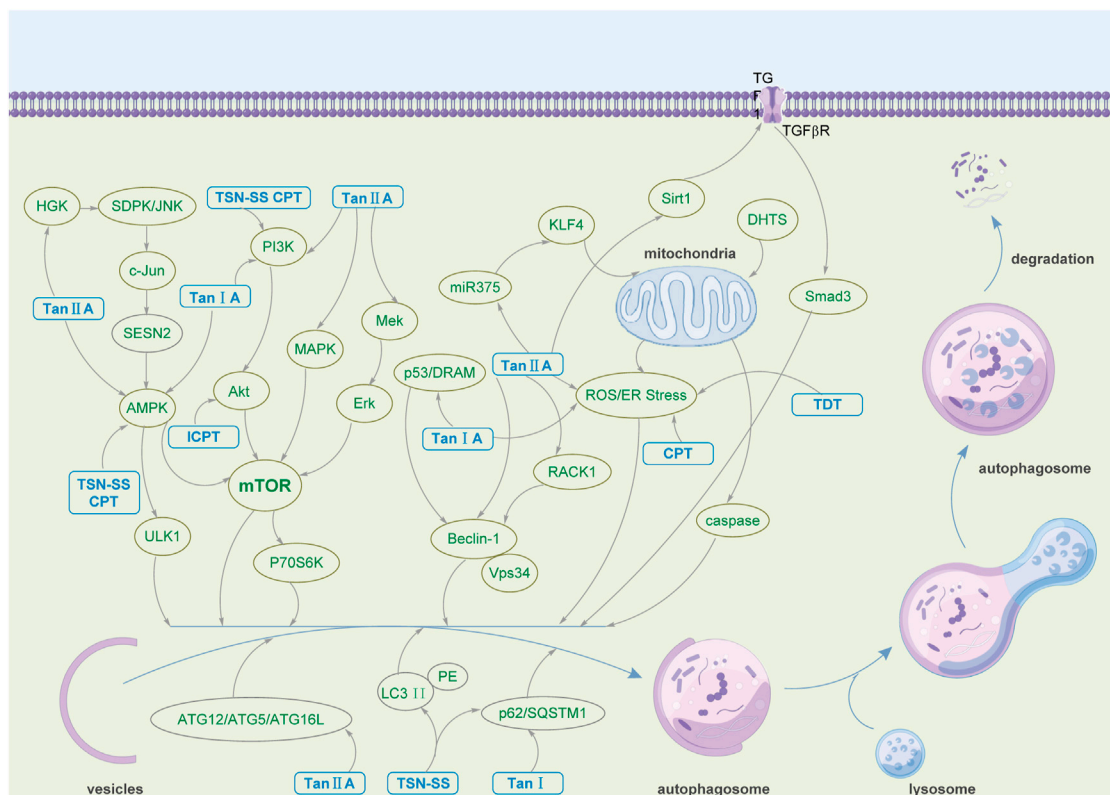 TG
F
1
TGFβR
HGK
SDPK/JNK
TSN-SS CPT
TanⅡA
Sirt1
KLF4
DHTS
PI3K
mitochondria
c-Jun
degradation
miR375
TanⅠA
Smad3
TanⅡA
SESN2
Mek
MAPK
TanⅡA
p53/DRAM
Akt
ROS/ER Stress
AMPK
Erk
TDT
ICPT
TanⅠA
CPT
RACK1
autophagosome
TSN-SS
CPT
mTOR
caspase
ULK1
Beclin-1
P70S6K
Vps34
PE
LC3 II
ATG12/ATG5/ATG16L
p62/SQSTM1
TanⅡA
TSN-SS
TanⅠ
vesicles
autophagosome
lysosome